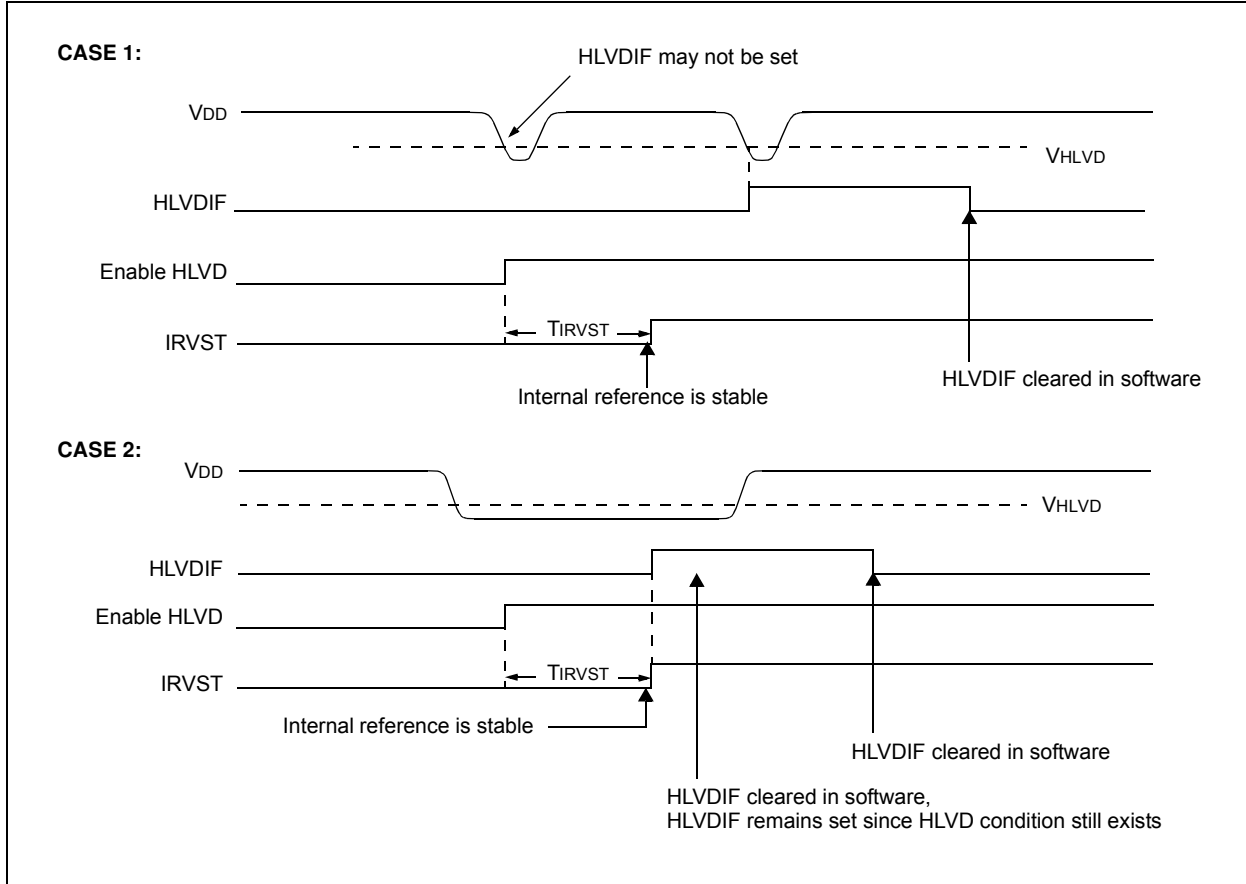 CASE 1:
HLVDIF may not be set
VDD
VHLVD
HLVDIF
Enable HLVD
TIRVST
IRVST
HLVDIF cleared in software
Internal reference is stable
CASE 2:
VDD
VHLVD
HLVDIF
Enable HLVD
TIRVST
IRVST
Internal reference is stable
HLVDIF cleared in software
HLVDIF cleared in software,
HLVDIF remains set since HLVD condition still exists